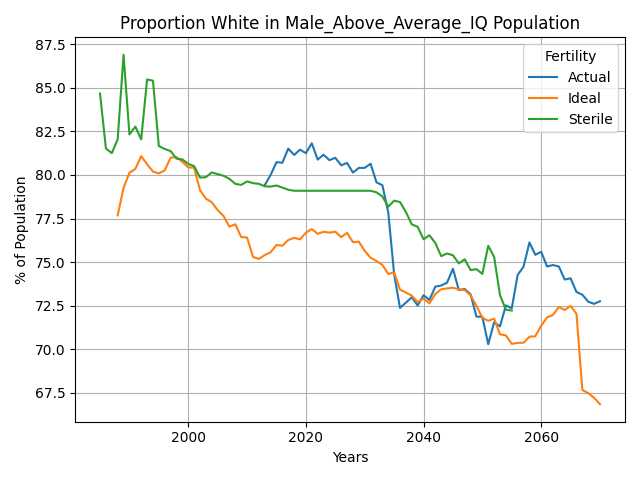 Proportion White in Male_Above_Average_IQ Population
87.5
85.0
82.5
80.0
77.5
75.0
72.5
70.0
67.5
% of Population
Fertility
Actual
Ideal
Sterile
2000
2020
2040
2060
Years